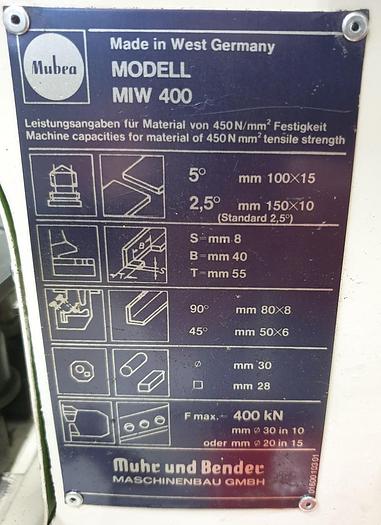 Mubea
Made in West Germany
MODELL
MIW 400
Leistungsangaben für Material von 450 N/mm² Festigkeit
Machine capacities for material of 450 N mm² tensile strength
5° mm 100×15
2,5° mm 150×10
(Standard 2,5°)
S=mm 8
B=mm 40
T=mm 55
B
T
S
90° mm 80×8
45° mm 50×6
⌀ mm 30
□ mm 28
F max.= 400 kN
mm ⌀ 30 in 10
oder mm ⌀ 20 in 15
Muhr und Bender
MASCHINENBAU GMBH